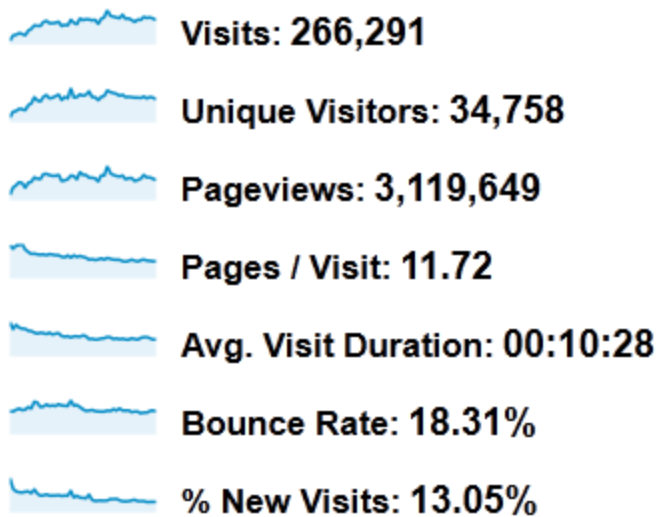 Visits: 266,291
Unique Visitors: 34,758
Pageviews: 3,119,649
Pages / Visit: 11.72
Avg. Visit Duration: 00:10:28
Bounce Rate: 18.31%
% New Visits: 13.05%